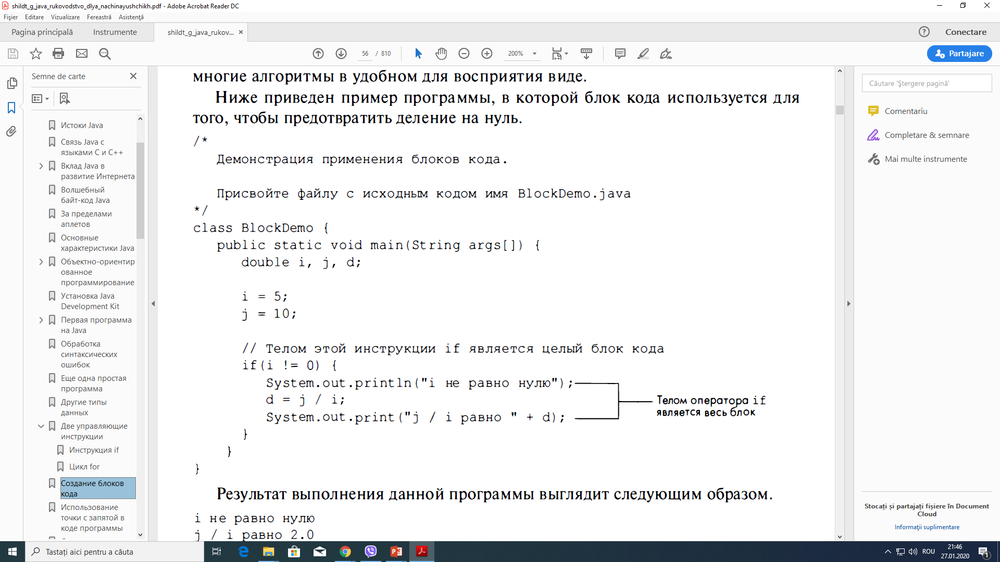 shildt_g_java_rukovodstvo_dlya_nachinayushchikh.pdf - Adobe Acrobat Reader DC
Fişier Editare Vizualizare Fereastră Asistenţă
Pagina principală Instrumente shildt_g_java_rukov... × Conectare
56 / 810 200% Partajare
Semne de carte
Истоки Java
Связь Java с
языками C и C++
Вклад Java в
развитие Интернета
Волшебный
байт-код Java
За пределами
аплетов
Основные
характеристики Java
Объектно-ориентир
ованное
программирование
Установка Java
Development Kit
Первая программа
на Java
Обработка
синтаксических
ошибок
Еще одна простая
программа
Другие типы
данных
Две управляющие
инструкции
Инструкция if
Цикл for
Создание блоков
кода
Использование
точки с запятой в
коде программы
многие алгоритмы в удобном для восприятия виде.
Ниже приведен пример программы, в которой блок кода используется для
того, чтобы предотвратить деление на нуль.
/*
Демонстрация применения блоков кода.
Присвойте файлу с исходным кодом имя BlockDemo.java
*/
class BlockDemo {
public static void main(String args[]) {
double i, j, d;
i = 5;
j = 10;
// Телом этой инструкции if является целый блок кода
if(i != 0) {
System.out.println("i не равно нулю");
d = j / i;
System.out.print("j / i равно " + d);
}
}
}
Телом оператора if
является весь блок
Результат выполнения данной программы выглядит следующим образом.
i не равно нулю
j / i равно 2.0
Căutare 'Ştergere pagină'
Comentariu
Completare & semnare
Mai multe instrumente
Stocați și partajați fișiere în Document
Cloud
Informaţii suplimentare
Tastați aici pentru a căuta
ROU
21:46
27.01.2020
1